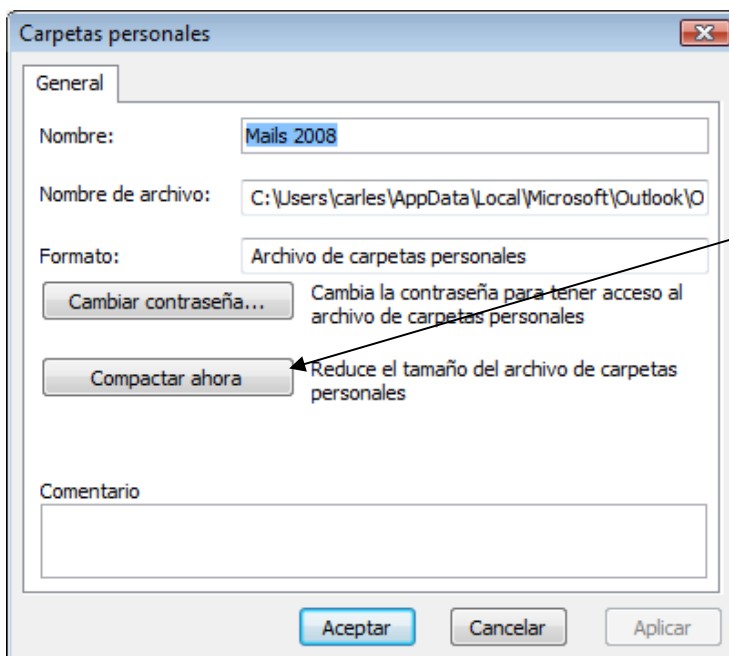 Carpetas personales
General
Nombre:
Mails 2008
Nombre de archivo:
C:\Users\carles\AppData\Local\Microsoft\Outlook\O
Formato:
Archivo de carpetas personales
Cambiar contraseña...
Cambia la contraseña para tener acceso al
archivo de carpetas personales
Compactar ahora
Reduce el tamaño del archivo de carpetas
personales
Comentario
Aceptar
Cancelar
Aplicar